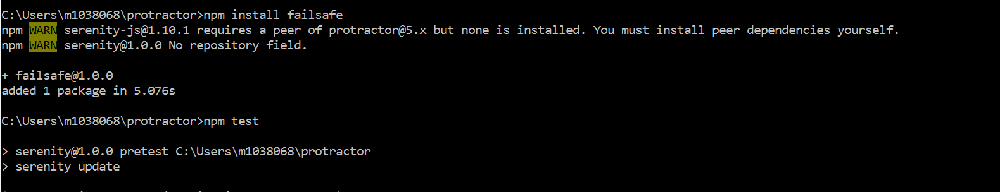 C:\Users\m1038068\protractor>npm install failsafe
npm WARN serenity-js@1.10.1 requires a peer of protractor@5.x but none is installed. You must install peer dependencies yourself.
npm WARN serenity@1.0.0 No repository field.
+ failsafe@1.0.0
added 1 package in 5.076s
C:\Users\m1038068\protractor>npm test
> serenity@1.0.0 pretest C:\Users\m1038068\protractor
> serenity update